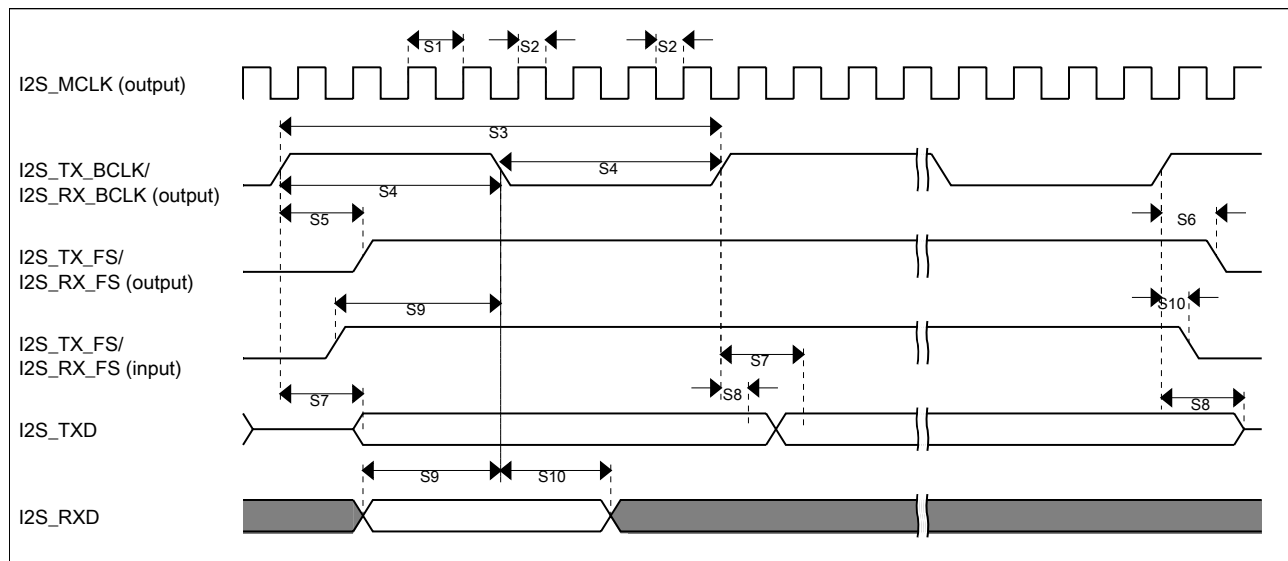 S1
S2
S2
I2S_MCLK (output)
S3
I2S_TX_BCLK/
I2S_RX_BCLK (output)
S4
S4
S5
S6
I2S_TX_FS/
I2S_RX_FS (output)
S9
S10
I2S_TX_FS/
I2S_RX_FS (input)
S7
S7
S8
S8
I2S_TXD
S9
S10
I2S_RXD